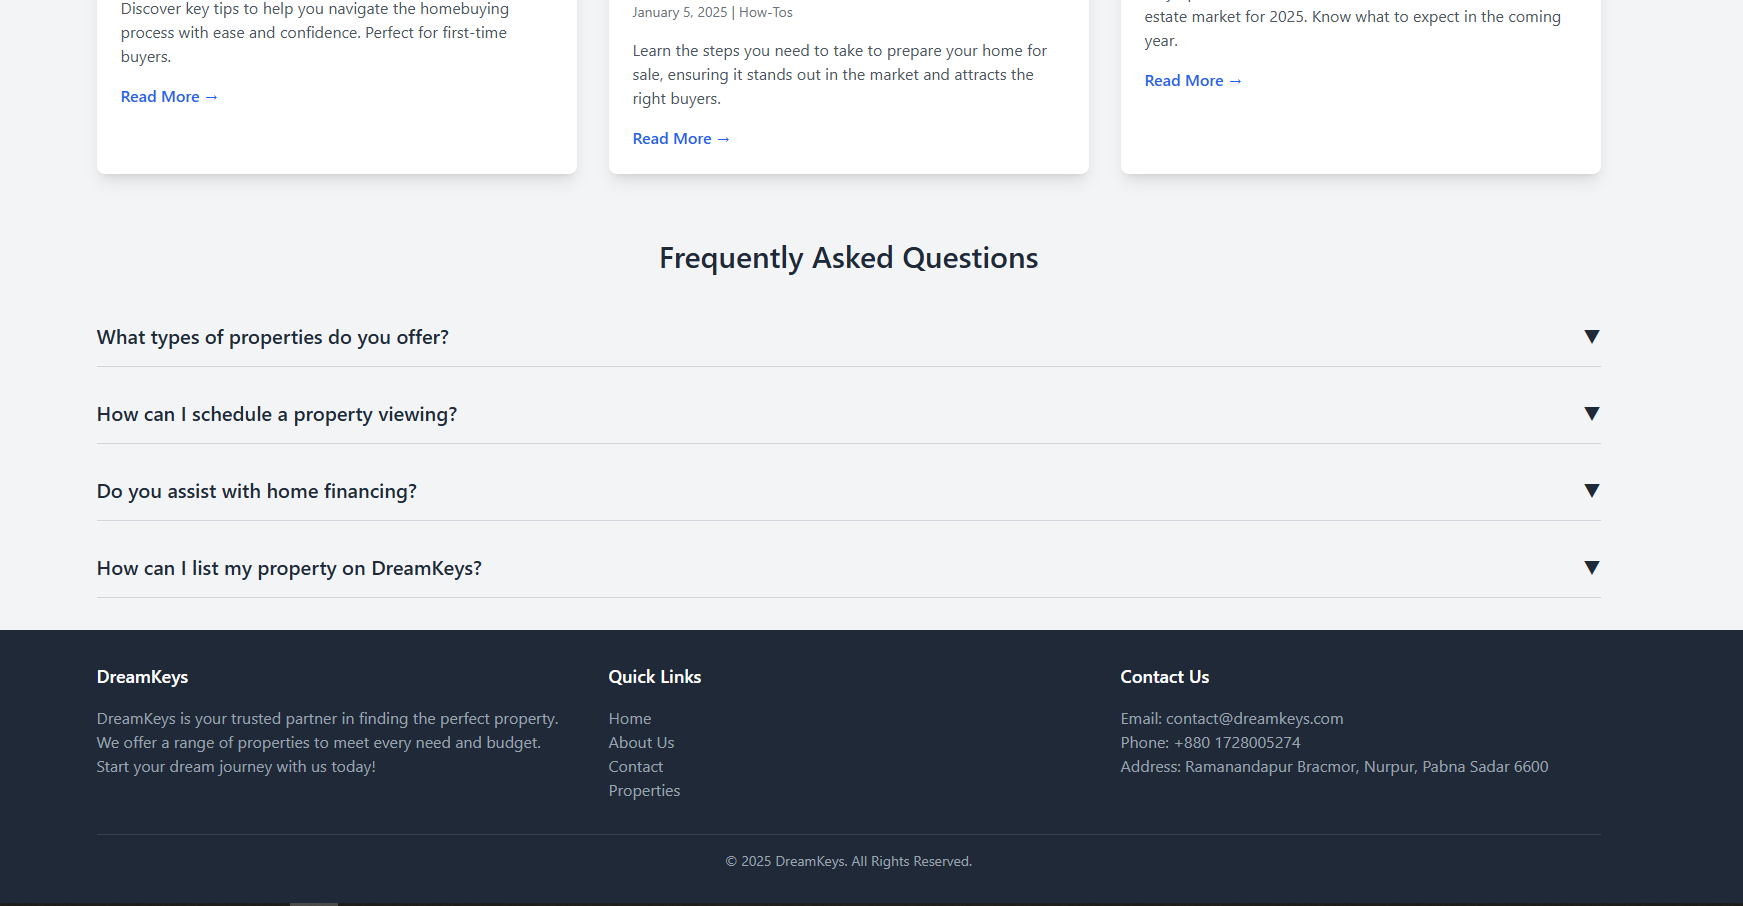 Discover key tips to help you navigate the homebuying
process with ease and confidence. Perfect for first-time
buyers.
Read More →
January 5, 2025 | How-Tos
Learn the steps you need to take to prepare your home for
sale, ensuring it stands out in the market and attracts the
right buyers.
Read More →
estate market for 2025. Know what to expect in the coming
year.
Read More →
Frequently Asked Questions
What types of properties do you offer? ▼
How can I schedule a property viewing? ▼
Do you assist with home financing? ▼
How can I list my property on DreamKeys? ▼
DreamKeys
DreamKeys is your trusted partner in finding the perfect property.
We offer a range of properties to meet every need and budget.
Start your dream journey with us today!
Quick Links
Home
About Us
Contact
Properties
Contact Us
Email: contact@dreamkeys.com
Phone: +880 1728005274
Address: Ramanandapur Bracmor, Nurpur, Pabna Sadar 6600
© 2025 DreamKeys. All Rights Reserved.